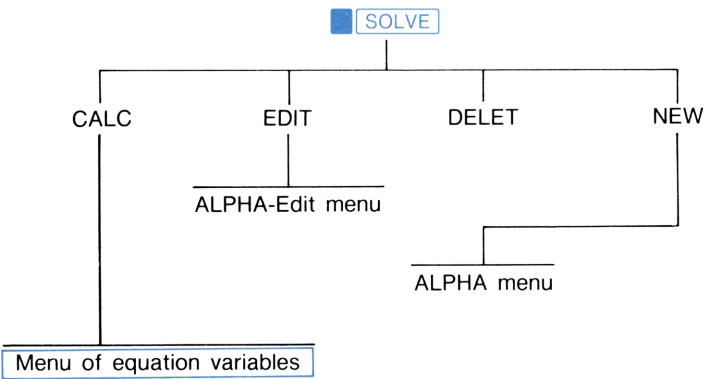 SOLVE
CALC EDIT DELET NEW
ALPHA-Edit menu
ALPHA menu
Menu of equation variables